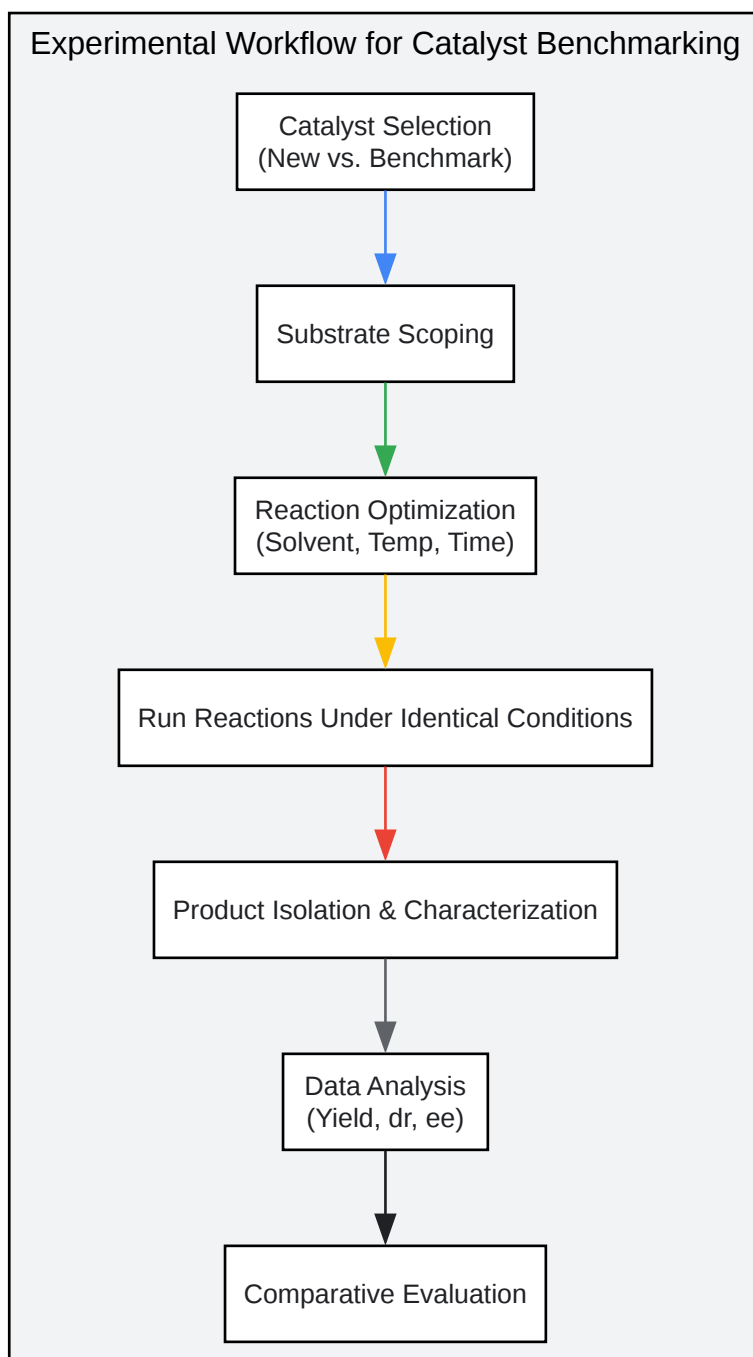 Experimental Workflow for Catalyst Benchmarking
Catalyst Selection
(New vs. Benchmark)
Substrate Scoping
Reaction Optimization
(Solvent, Temp, Time)
Run Reactions Under Identical Conditions
Product Isolation & Characterization
Data Analysis
(Yield, dr, ee)
Comparative Evaluation